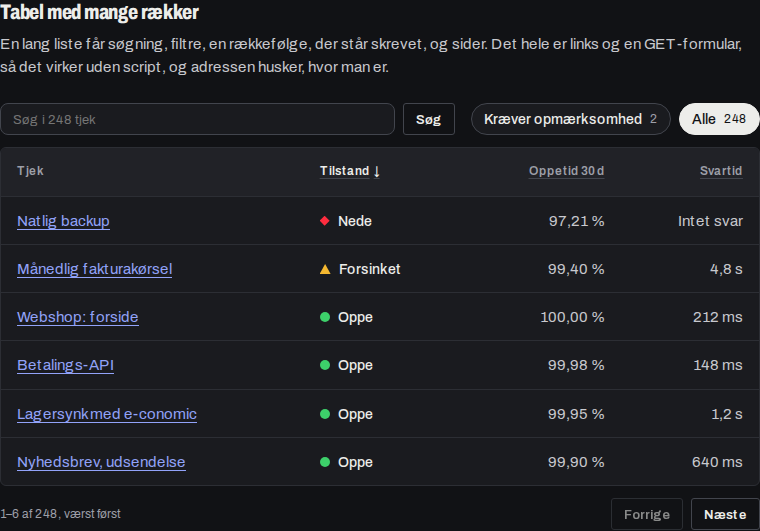 Tabel med mange rækker
En lang liste får søgning, filtre, en rækkefølge, der står skrevet, og sider. Det hele er links og en GET-formular,
så det virker uden script, og adressen husker, hvor man er.
Søg i 248 tjek Søg Kræver opmærksomhed 2 Alle 248
Tjek Tilstand ↓ Oppetid 30 d Svartid
Natlig backup Nede 97,21 % Intet svar
Månedlig fakturakørsel Forsinket 99,40 % 4,8 s
Webshop: forside Oppe 100,00 % 212 ms
Betalings-API Oppe 99,98 % 148 ms
Lagersynk med e-conomic Oppe 99,95 % 1,2 s
Nyhedsbrev, udsendelse Oppe 99,90 % 640 ms
1–6 af 248, værst først Forrige Næste